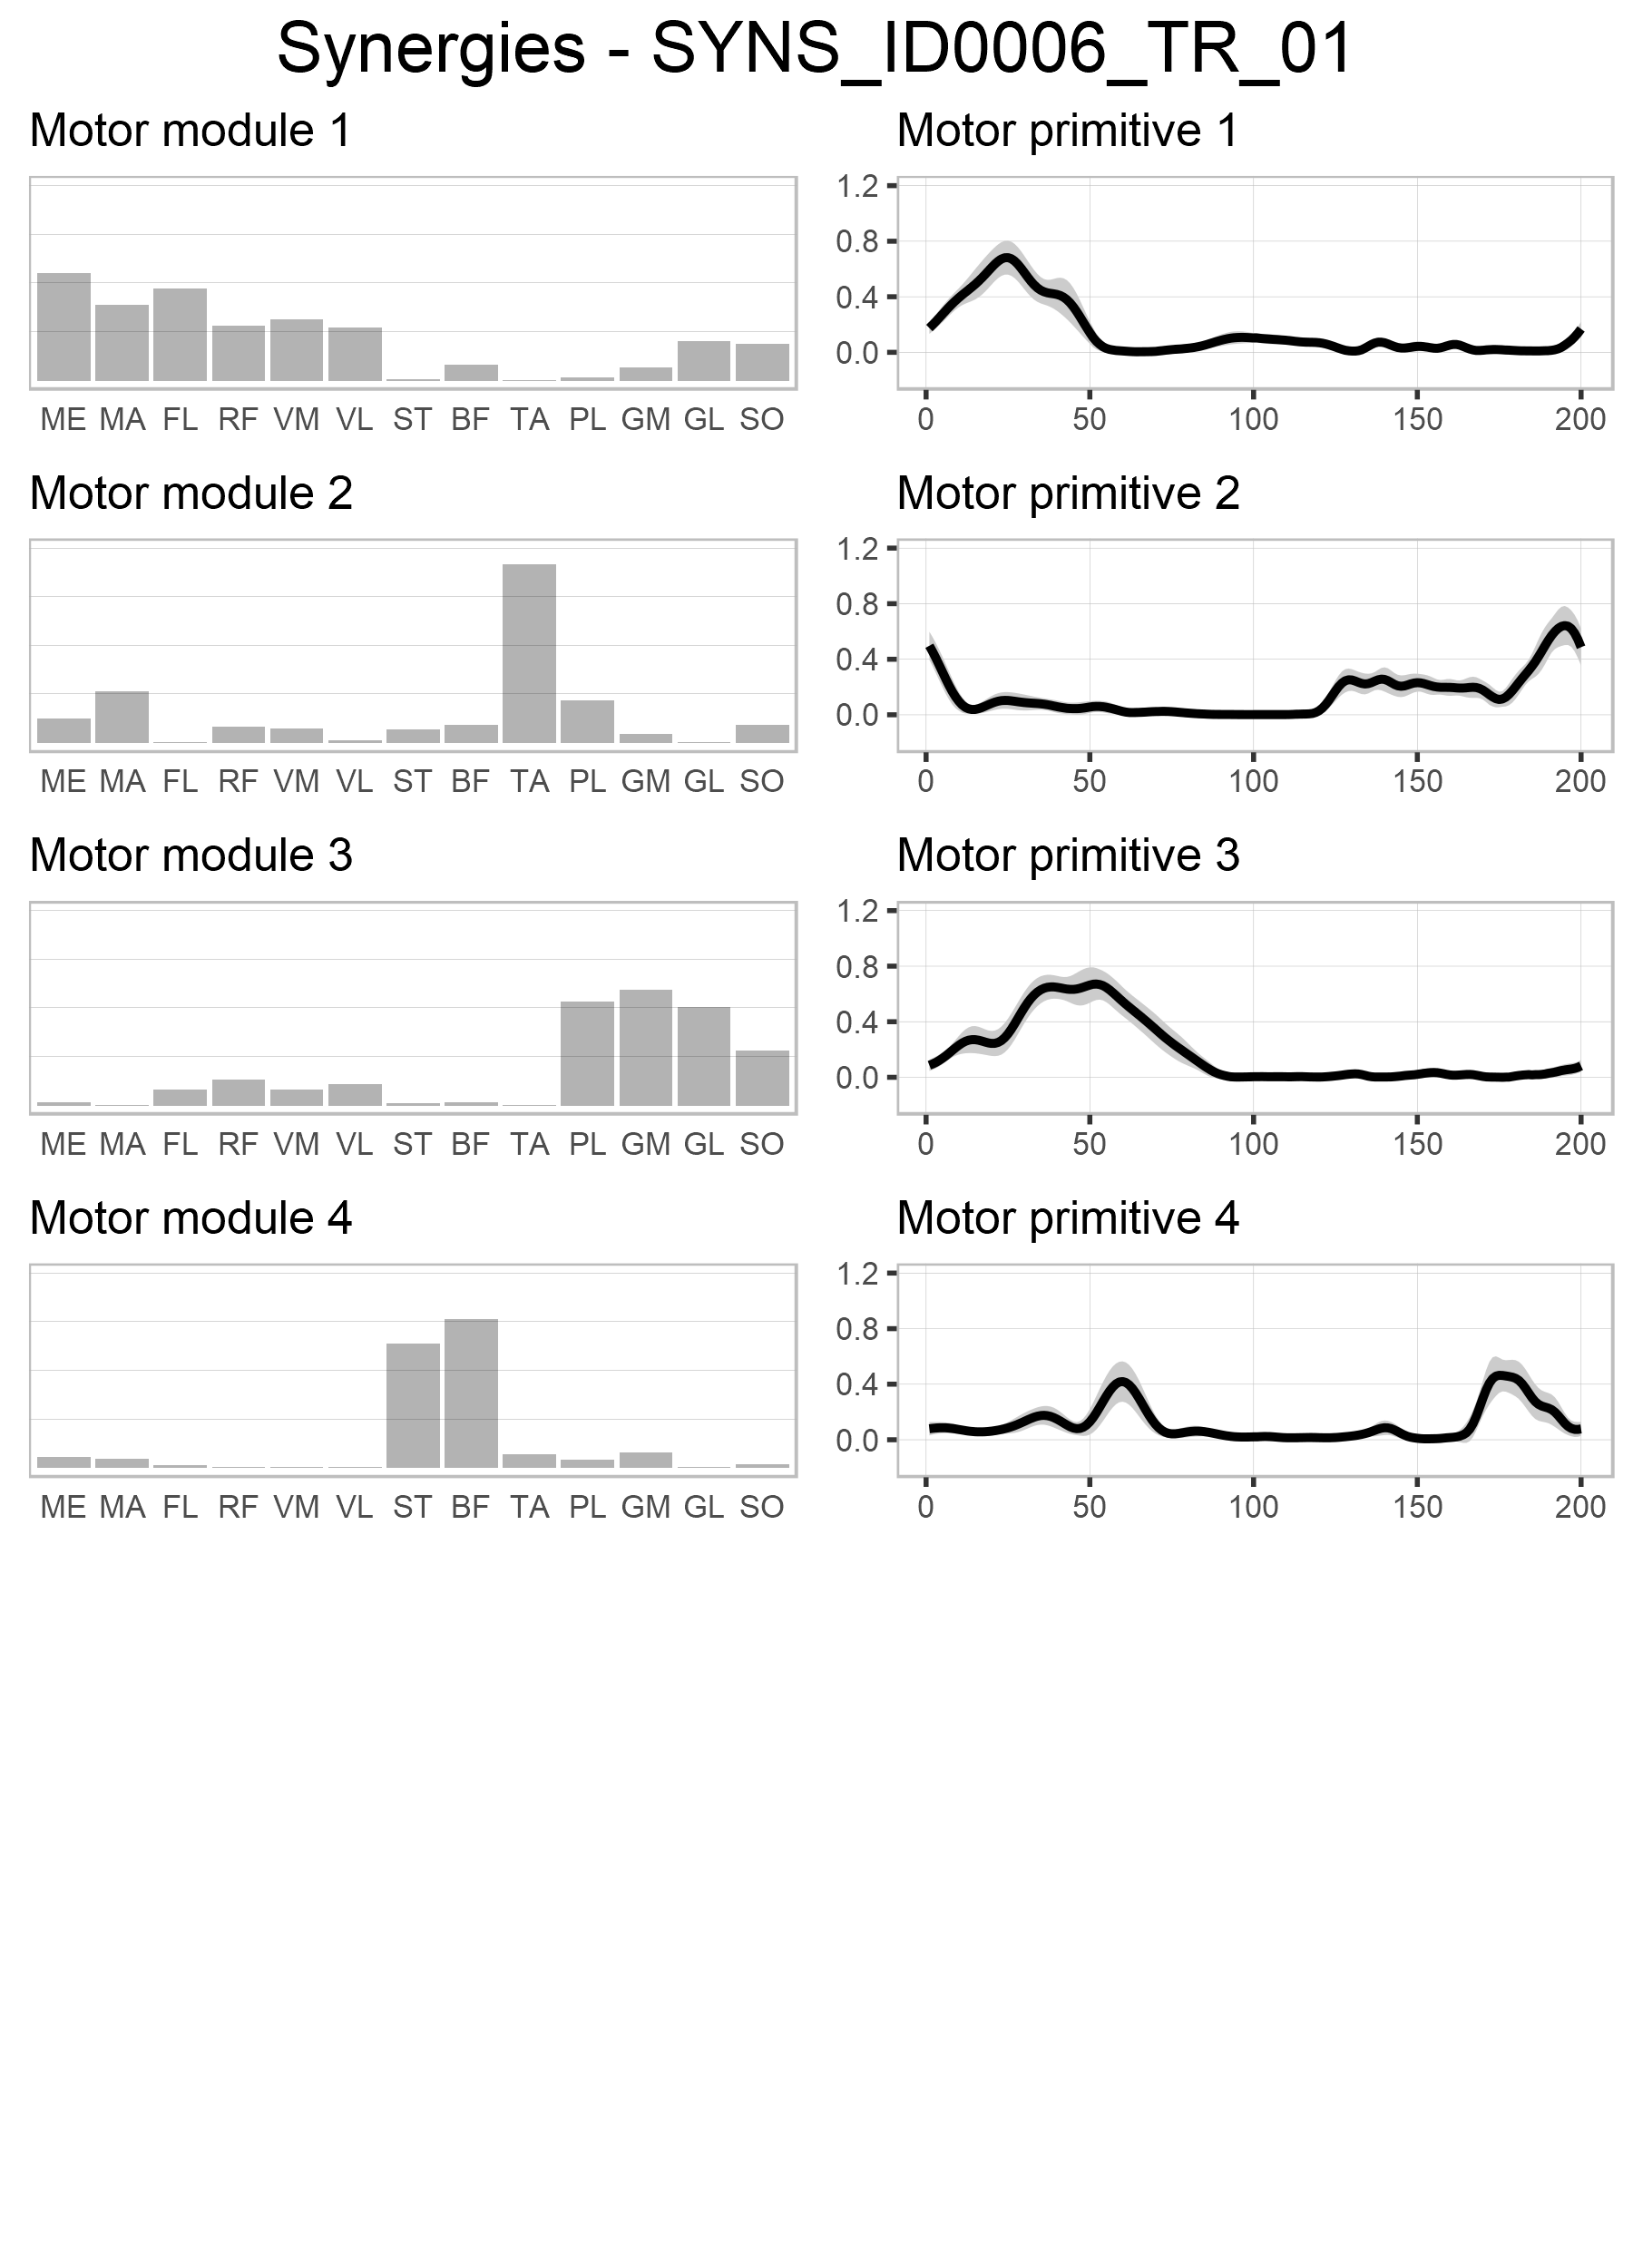 Synergies - SYNS_ID0006_TR_01
Motor module 1
Motor primitive 1
1.2
0.8
0.4
0.0
ME MA FL RF VM VL ST BF TA PL GM GL SO
0 50 100 150 200
Motor module 2
Motor primitive 2
1.2
0.8
0.4
0.0
ME MA FL RF VM VL ST BF TA PL GM GL SO
0 50 100 150 200
Motor module 3
Motor primitive 3
1.2
0.8
0.4
0.0
ME MA FL RF VM VL ST BF TA PL GM GL SO
0 50 100 150 200
Motor module 4
Motor primitive 4
1.2
0.8
0.4
0.0
ME MA FL RF VM VL ST BF TA PL GM GL SO
0 50 100 150 200